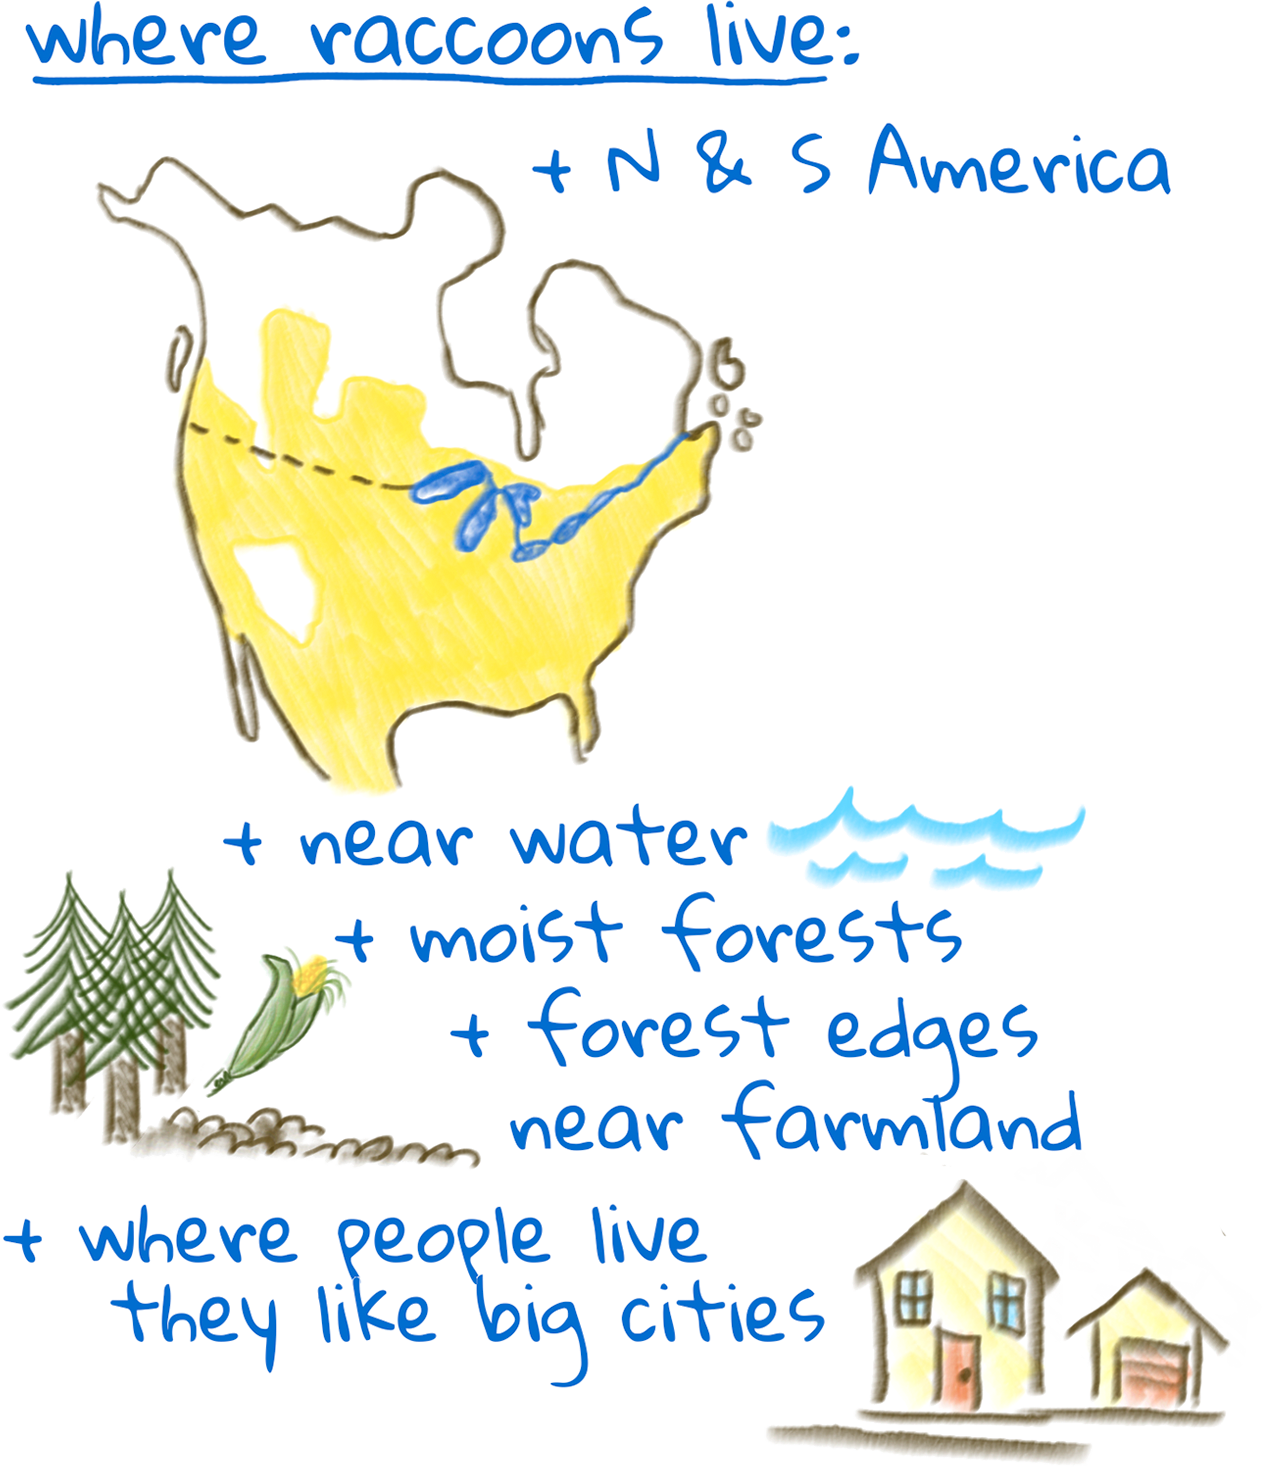 where raccoons live:
+ N & S America
+ near water
+ moist forests
+ forest edges
near farmland
+ where people live
they like big cities